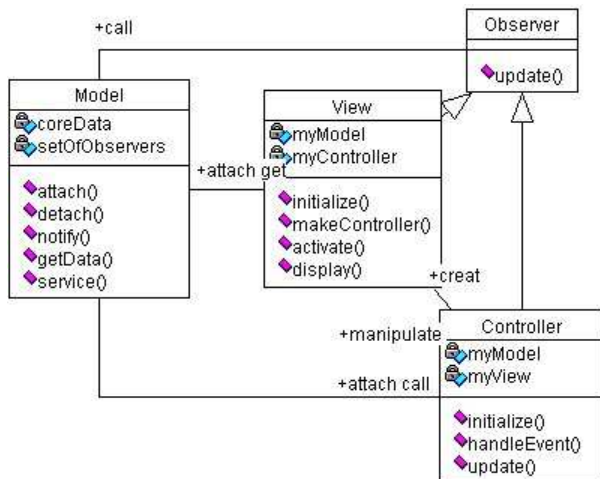 +call
Observer
update()
Model
coreData
setOfObservers
attach()
detach()
notify()
getData()
service()
View
myModel
myController
initialize()
makeController()
activate()
display()
+attach get
+creat
+manipulate
+attach call
Controller
myModel
myView
initialize()
handleEvent()
update()